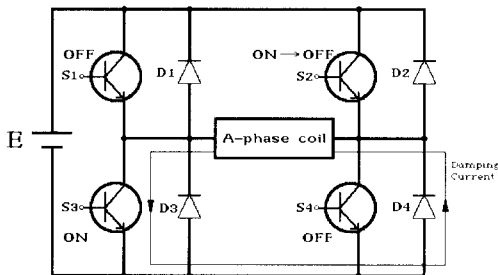 OFF
S1
D1
ON→OFF
S2
D2
E
A-phase coil
Damping
Current
S3
ON
D3
S4
OFF
D4